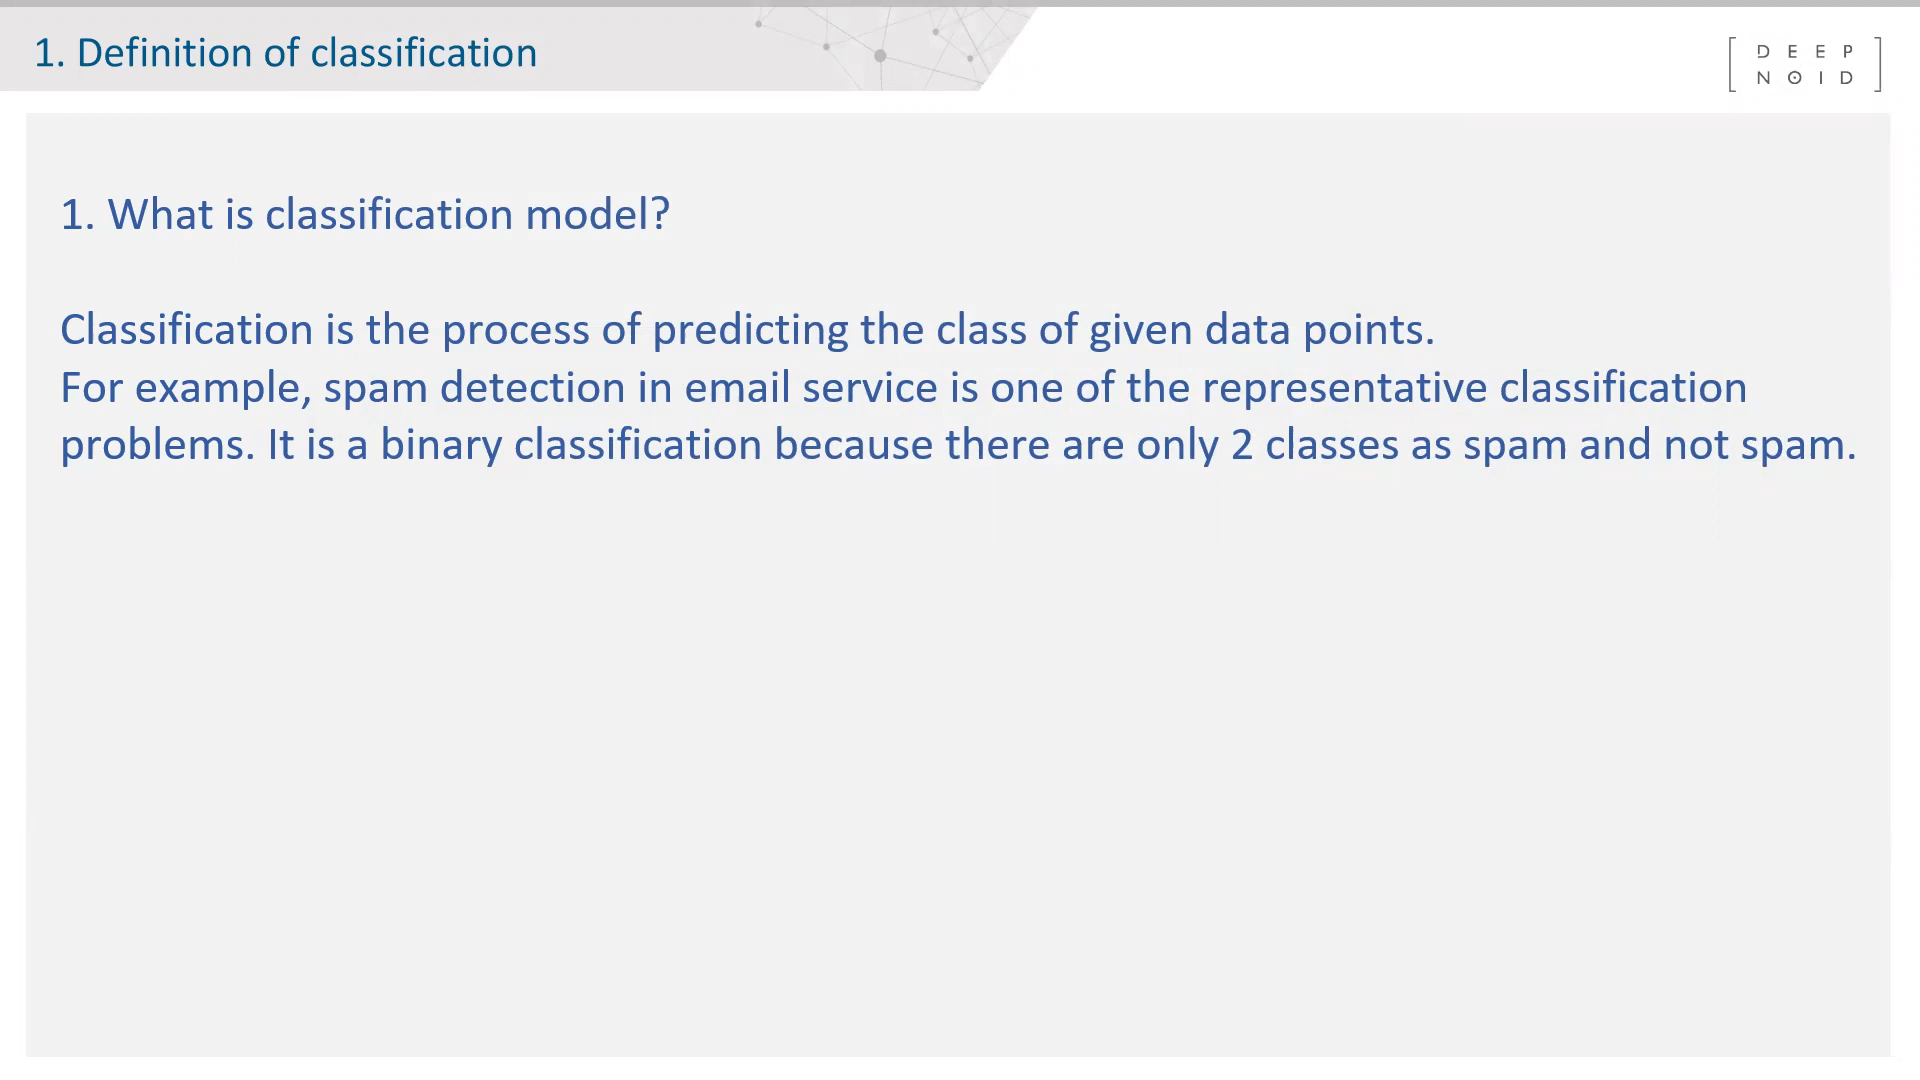 1. Definition of classification
DEEP
NOID
1. What is classification model?
Classification is the process of predicting the class of given data points.
For example, spam detection in email service is one of the representative classification
problems. It is a binary classification because there are only 2 classes as spam and not spam.